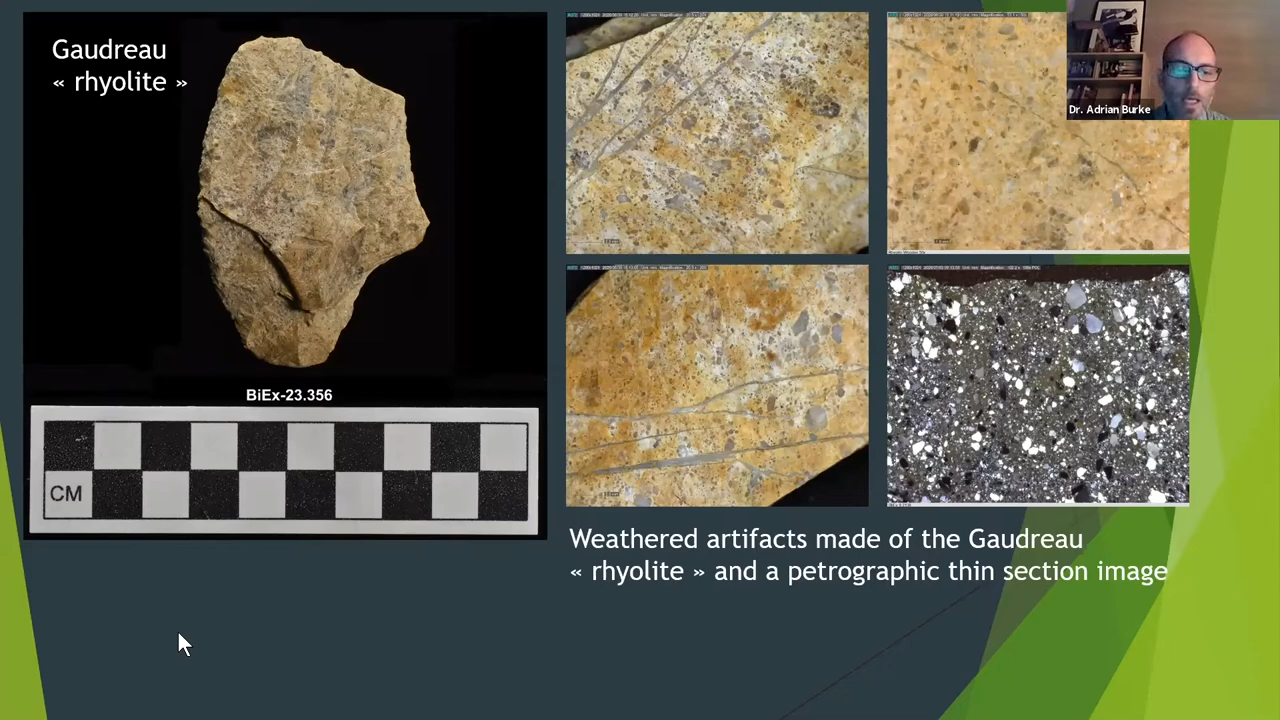 Gaudreau
« rhyolite »
BiEx-23.356
CM
Dr. Adrian Burke
Weathered artifacts made of the Gaudreau
« rhyolite » and a petrographic thin section image